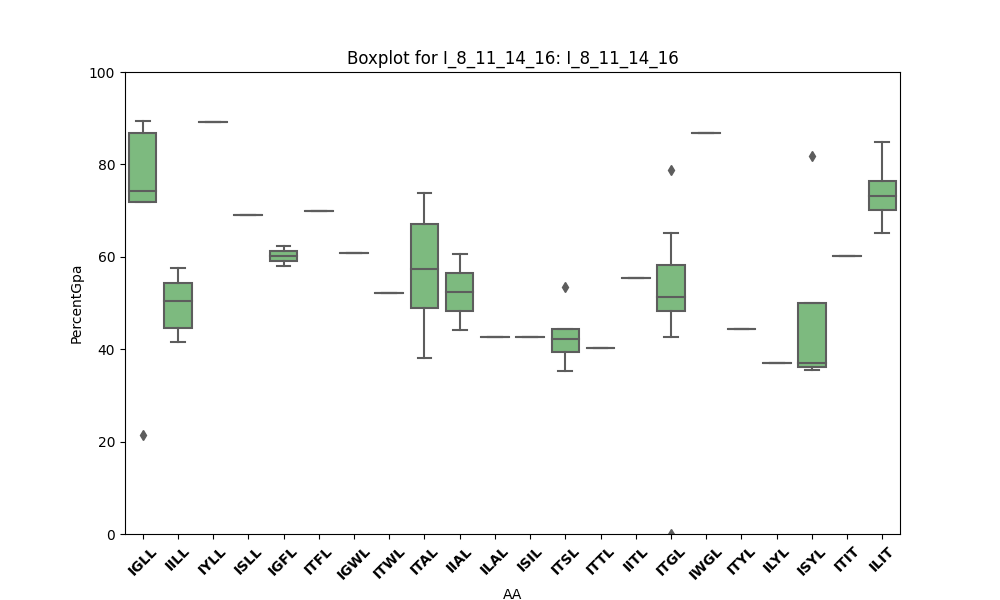 Boxplot for I_8_11_14_16: I_8_11_14_16
100
80
60
40
20
0
PercentGpa
IGLL IILL IYLL ISLL IGFL ITFL IGWL ITWL ITAL IIAL ILAL ISIL ITSL ITTL IITL ITGL IWGL ITYL ILYL ISYL ITIT ILIT
AA